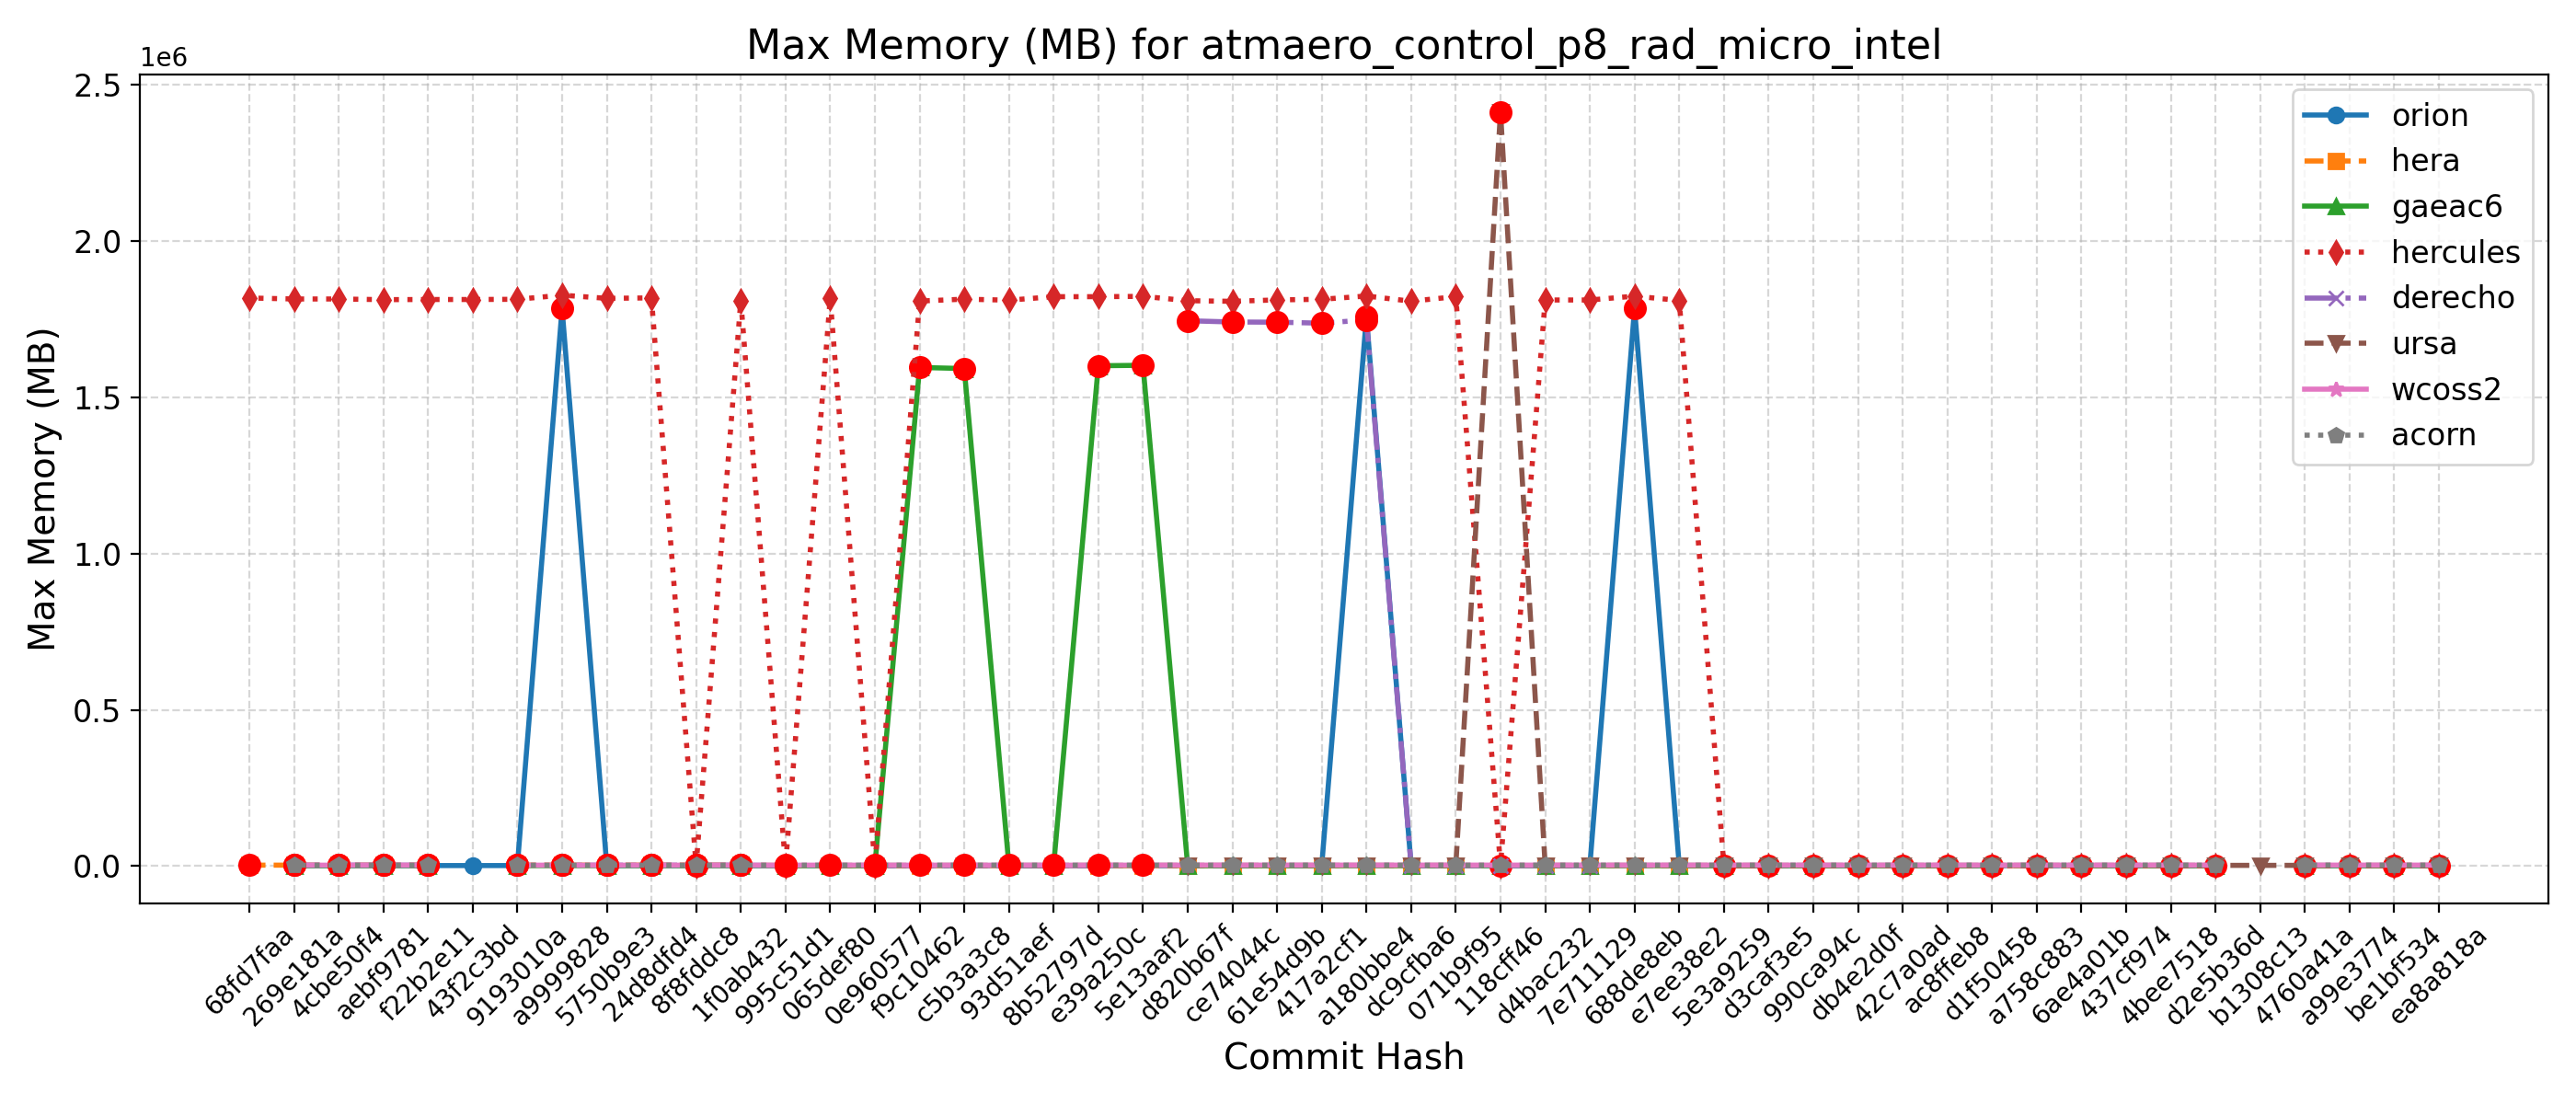 Max Memory (MB) for atmaero_control_p8_rad_micro_intel
1e6
2.5
2.0
1.5
1.0
0.5
0.0
Max Memory (MB)
orion
hera
gaeac6
hercules
derecho
ursa
wcoss2
acorn
68fd7faa
269e181a
4cbe50f4
aebf9781
f22b2e11
43f2c3bd
9193010a
a9999828
5750b9e3
24d8dfd4
8f8fddc8
1f0ab432
995c51d1
065def80
0e960577
f9c10462
c5b3a3c8
93d51aef
8b52797d
e39a250c
5e13aaf2
d820b67f
ce74044c
61e54d9b
417a2cf1
a180bbe4
dc9cfba6
071b9f95
118cff46
d4bac232
7e711129
688de8eb
e7ee38e2
5e3a9259
d3caf3e5
990ca94c
db4e2d0f
42c7a0ad
ac8ffeb8
d1f50458
a758c883
6ae4a01b
437cf974
4bee7518
d2e5b36d
b1308c13
4760a41a
a99e3774
be1bf534
ea8a818a
Commit Hash